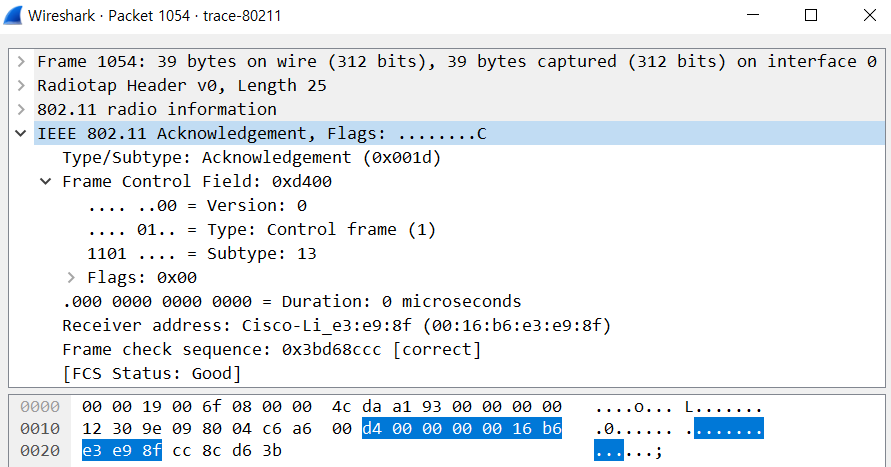 Wireshark · Packet 1054 · trace-80211
Frame 1054: 39 bytes on wire (312 bits), 39 bytes captured (312 bits) on interface 0
Radiotap Header v0, Length 25
802.11 radio information
IEEE 802.11 Acknowledgement, Flags: ........C
Type/Subtype: Acknowledgement (0x001d)
Frame Control Field: 0xd400
.... ..00 = Version: 0
.... 01.. = Type: Control frame (1)
1101 .... = Subtype: 13
Flags: 0x00
.000 0000 0000 0000 = Duration: 0 microseconds
Receiver address: Cisco-Li_e3:e9:8f (00:16:b6:e3:e9:8f)
Frame check sequence: 0x3bd68ccc [correct]
[FCS Status: Good]
0000 00 00 19 00 6f 08 00 00 4c da a1 93 00 00 00 00 ....o... L.......
0010 12 30 9e 09 80 04 c6 a6 00 d4 00 00 00 00 16 b6 .0...... ........
0020 e3 e9 8f cc 8c d6 3b ......;